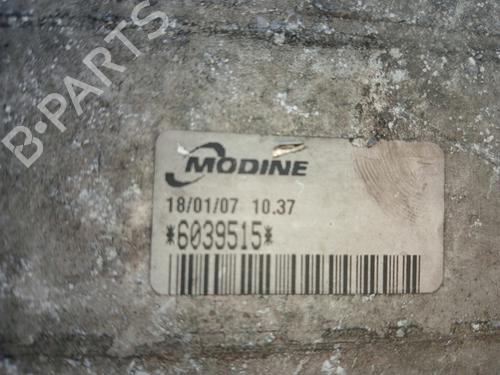 B-PARTS
MODINE
18/01/07 10.37
*6039515*